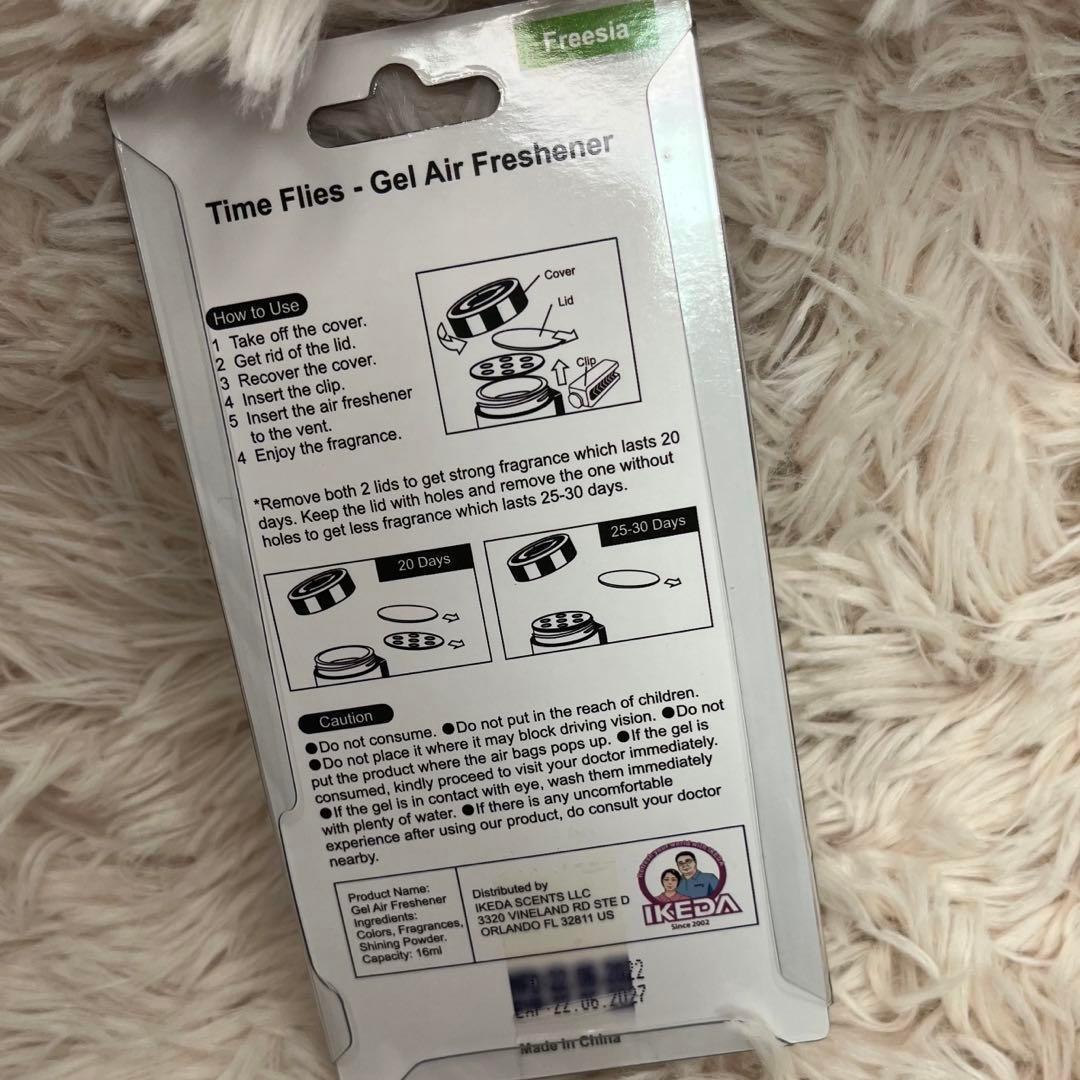 Freesia
Time Flies - Gel Air Freshener
How to Use
1 Take off the cover.
2 Get rid of the lid.
3 Recover the cover.
4 Insert the clip.
5 Insert the air freshener
to the vent.
4 Enjoy the fragrance.
Cover
Lid
Clip
*Remove both 2 lids to get strong fragrance which lasts 20
days. Keep the lid with holes and remove the one without
holes to get less fragrance which lasts 25-30 days.
20 Days
25-30 Days
Caution
●Do not consume. ●Do not put in the reach of children.
●Do not place it where it may block driving vision. ●Do not
put the product where the air bags pops up. ●If the gel is
consumed, kindly proceed to visit your doctor immediately.
●If the gel is in contact with eye, wash them immediately
with plenty of water. ●If there is any uncomfortable
experience after using our product, do consult your doctor
nearby.
Product Name:
Gel Air Freshener
Ingredients:
Colors, Fragrances,
Shining Powder.
Capacity: 16ml
Distributed by
IKEDA SCENTS LLC
3320 VINELAND RD STE D
ORLANDO FL 32811 US
IKEDA
Since 2002
22.06.2027
Made in China